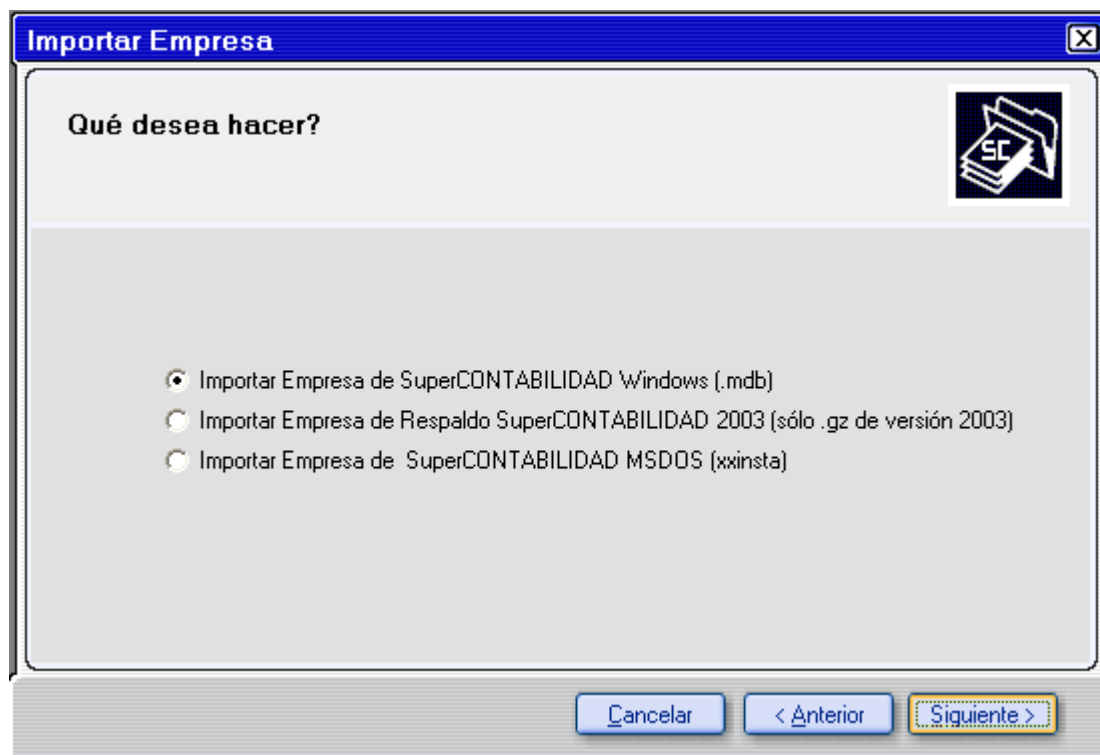 Importar Empresa
Qué desea hacer?
SC
Importar Empresa de SuperCONTABILIDAD Windows (.mdb)
Importar Empresa de Respaldo SuperCONTABILIDAD 2003 (sólo .gz de versión 2003)
Importar Empresa de SuperCONTABILIDAD MSDOS (xxinsta)
Cancelar
< Anterior
Siguiente >